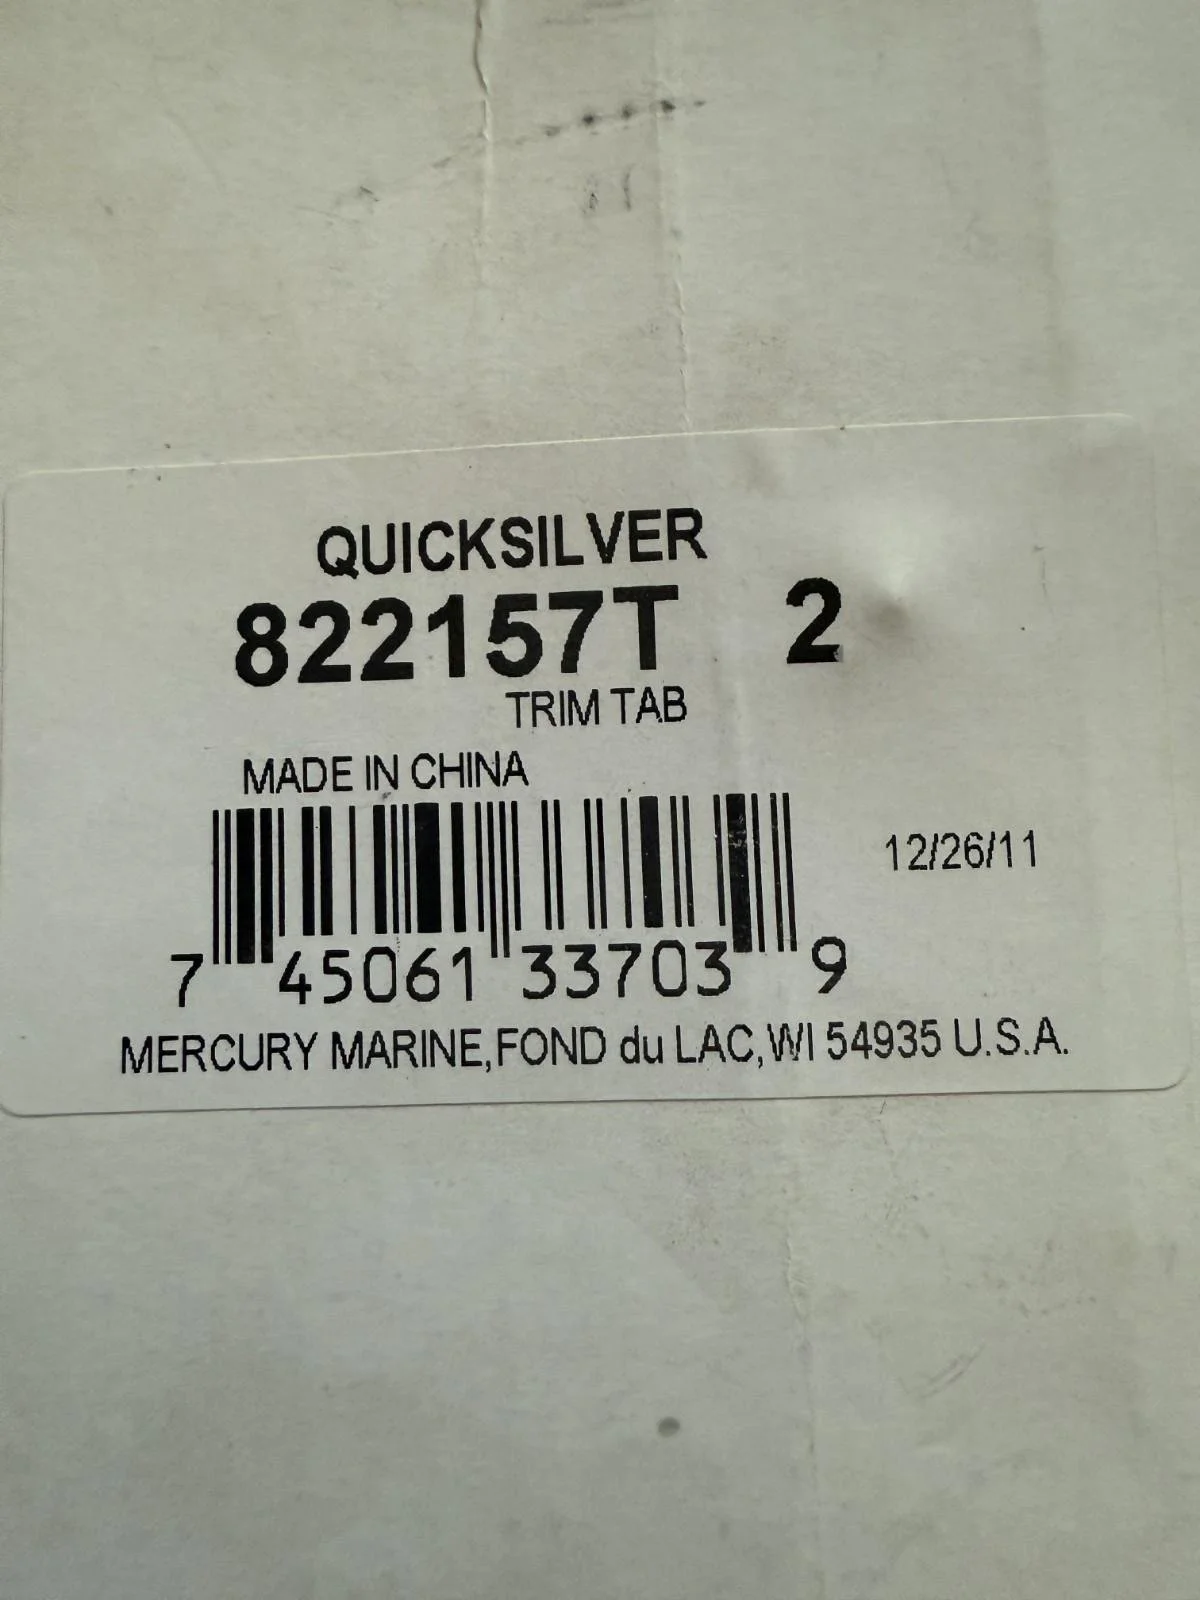 QUICKSILVER
822157T 2
TRIM TAB
MADE IN CHINA
12/26/11
7 45061 33703 9
MERCURY MARINE,FOND du LAC,WI 54935 U.S.A.